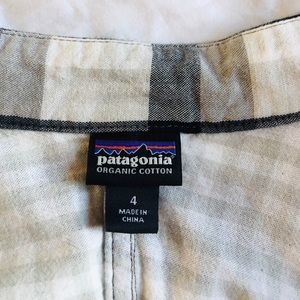 patagonia
ORGANIC COTTON
4
MADE IN
CHINA